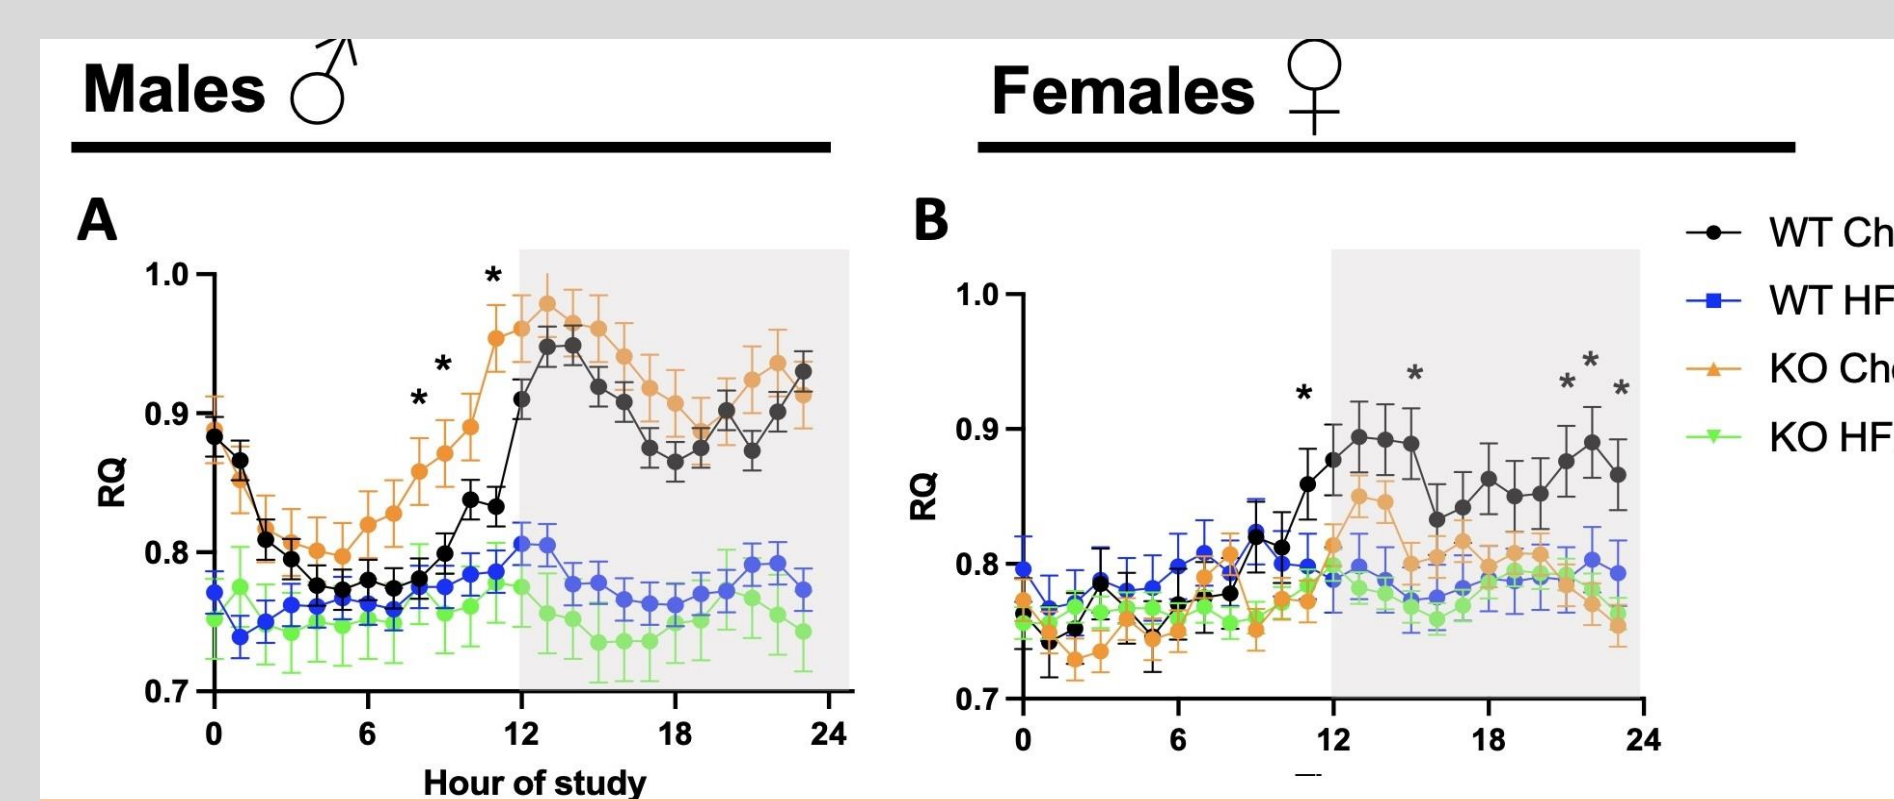 Males ♂
Females ♀
A
B
WT Ch
WT HF
KO Ch
KO HF
*
*
*
*
*
*
*
*
1.0
0.9
0.8
0.7
RQ
0
6
12
18
24
Hour of study
1.0
0.9
0.8
0.7
RQ
0
6
12
18
24